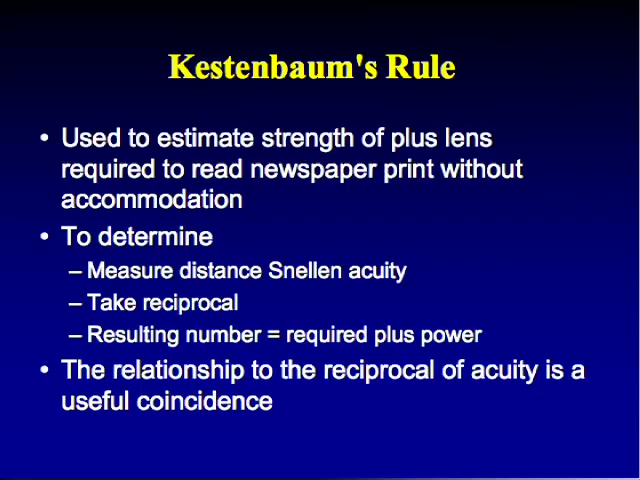 Kestenbaum's Rule
• Used to estimate strength of plus lens
required to read newspaper print without
accommodation
• To determine
– Measure distance Snellen acuity
– Take reciprocal
– Resulting number = required plus power
• The relationship to the reciprocal of acuity is a
useful coincidence